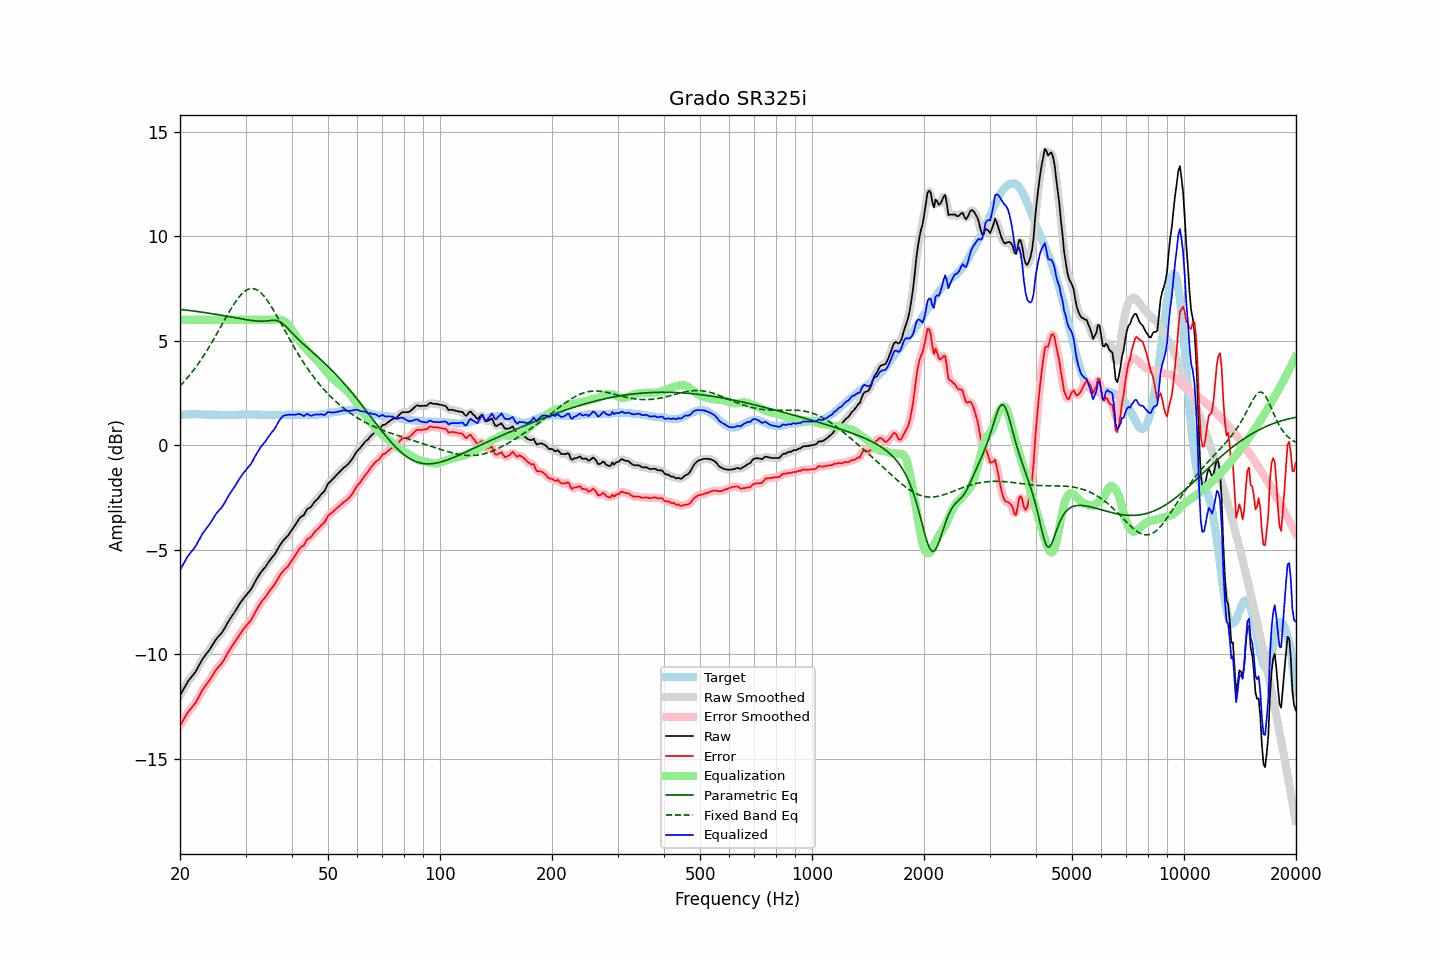 Grado SR325i
Amplitude (dBr)
15
10
5
0
−5
−10
−15
Target
Raw Smoothed
Error Smoothed
Raw
Error
Equalization
Parametric Eq
Fixed Band Eq
Equalized
20 50 100 200 500 1000 2000 5000 10000 20000
Frequency (Hz)